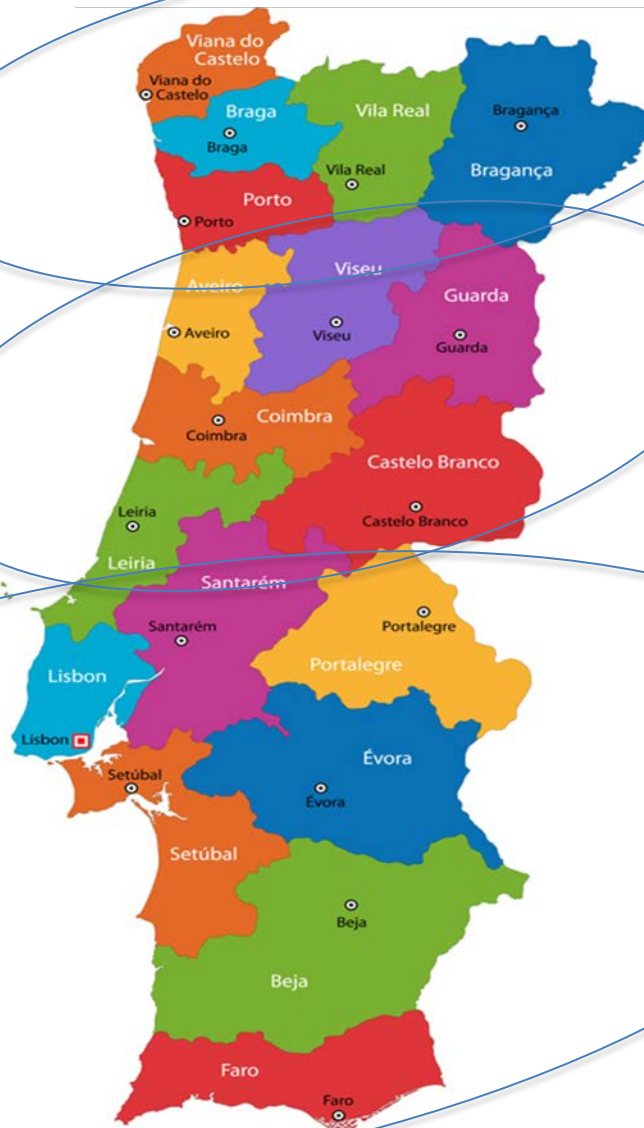 Viana do
Castelo
Viana do
Castelo
Braga
Braga
Vila Real
Vila Real
Bragança
Bragança
Porto
Porto
Aveiro
Aveiro
Viseu
Viseu
Guarda
Guarda
Coimbra
Coimbra
Castelo Branco
Castelo Branco
Leiria
Leiria
Santarém
Santarém
Portalegre
Portalegre
Lisbon
Lisbon
Évora
Évora
Setúbal
Setúbal
Beja
Beja
Faro
Faro